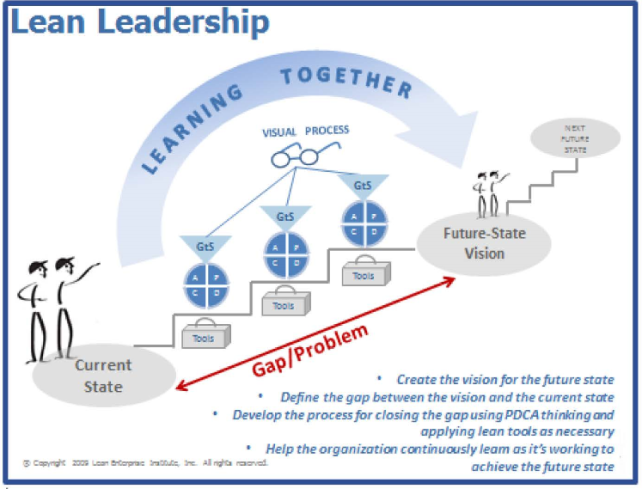 Lean Leadership
LEARNING TOGETHER
VISUAL PROCESS
NEXT
FUTURE
STATE
GtS
GtS
GtS
A P
C D
A P
C D
A P
C D
Tools
Tools
Tools
Future-State
Vision
Current
State
Gap/Problem
• Create the vision for the future state
• Define the gap between the vision and the current state
• Develop the process for closing the gap using PDCA thinking and
applying lean tools as necessary
• Help the organization continuously learn as it's working to
achieve the future state
© Copyright 2009 Lean Enterprise Institute, Inc. All rights reserved.